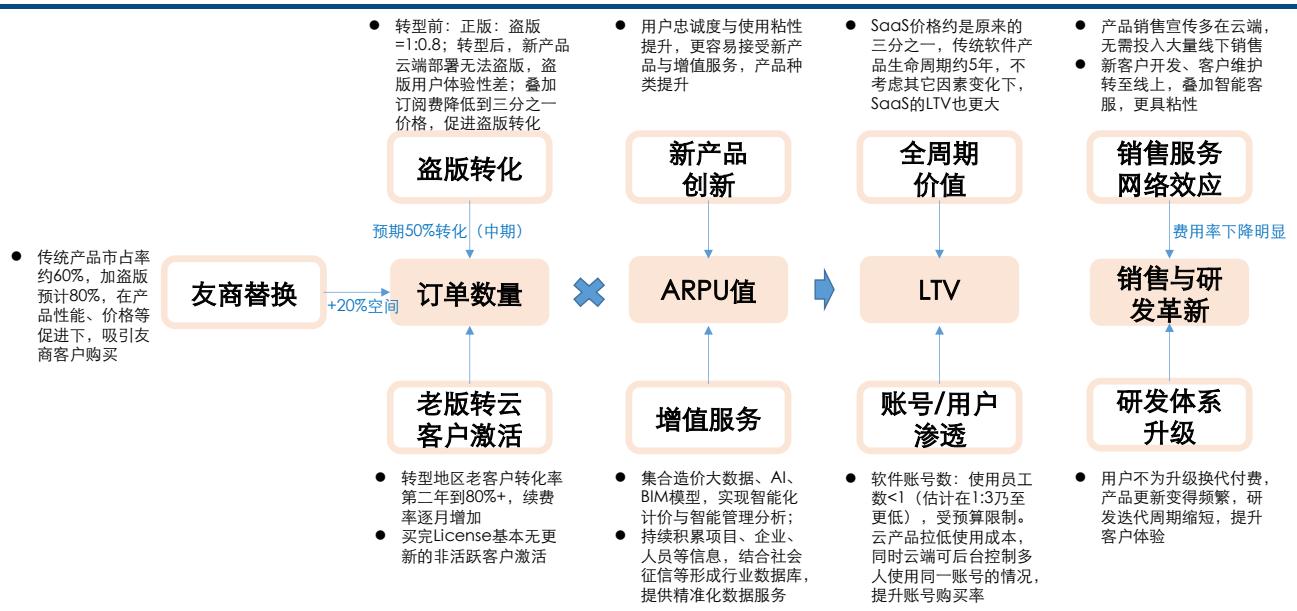 ● 转型前：正版：盗版
=1:0.8；转型后，新产品
云端部署无法盗版，盗
版用户体验性差；叠加
订阅费降低到三分之一
价格，促进盗版转化
● 用户忠诚度与使用粘性
提升，更容易接受新产
品与增值服务，产品种
类提升
● SaaS价格约是原来的
三分之一，传统软件产
品生命周期约5年，不
考虑其它因素变化下，
SaaS的LTV也更大
● 产品销售宣传多在云端，
无需投入大量线下销售
● 新客户开发、客户维护
转至线上，叠加智能客
服，更具粘性
盗版转化
新产品
创新
全周期
价值
销售服务
网络效应
预期50%转化（中期）
费用率下降明显
● 传统产品市占率
约60%，加盗版
预计80%，在产
品性能、价格等
促进下，吸引友
商客户购买
友商替换
+20%空间
订单数量
ARPU值
LTV
销售与研
发革新
老版转云
客户激活
增值服务
账号/用户
渗透
研发体系
升级
● 转型地区老客户转化率
第二年到80%+，续费
率逐月增加
● 买完License基本无更
新的非活跃客户激活
● 集合造价大数据、AI、
BIM模型，实现智能化
计价与智能管理分析；
● 持续积累项目、企业、
人员等信息，结合社会
征信等形成行业数据库，
提供精准化数据服务
● 软件账号数：使用员工
数<1（估计在1:3乃至
更低），受预算限制。
云产品拉低使用成本，
同时云端可后台控制多
人使用同一账号的情况，
提升账号购买率
● 用户不为升级换代付费，
产品更新变得频繁，研
发迭代周期缩短，提升
客户体验